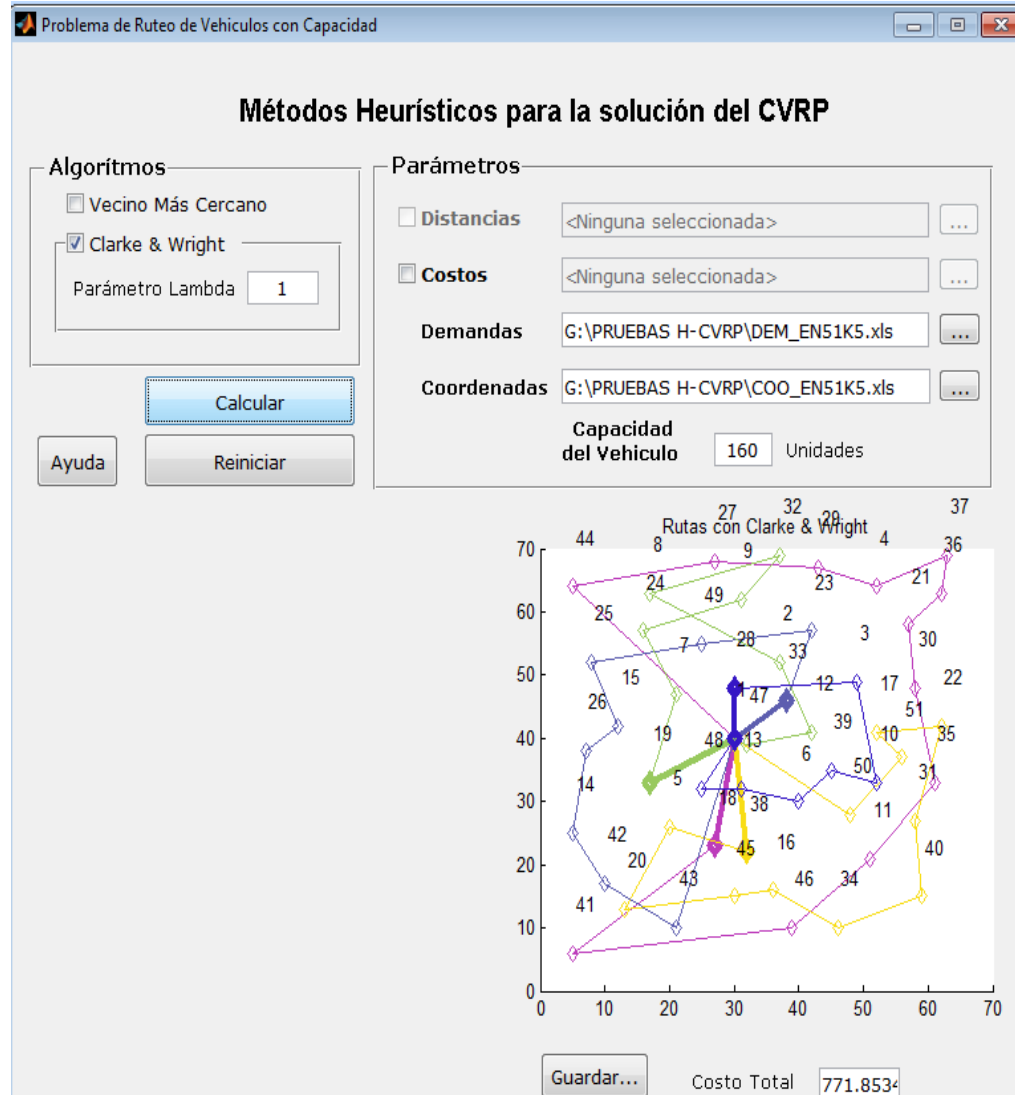 Problema de Ruteo de Vehiculos con Capacidad
Métodos Heurísticos para la solución del CVRP
Algorítmos
Vecino Más Cercano
Clarke & Wright
Parámetro Lambda 1
Calcular
Ayuda
Reiniciar
Parámetros
Distancias <Ninguna seleccionada> ...
Costos <Ninguna seleccionada> ...
Demandas G:\PRUEBAS H-CVRP\DEM_EN51K5.xls ...
Coordenadas G:\PRUEBAS H-CVRP\COO_EN51K5.xls ...
Capacidad
del Vehiculo 160 Unidades
27 32 29 37
Rutas con Clarke & Wright
44 8 9 4 36
70
24 49 23 21
60
25 2
7 28 33 3 30
50
15 47 12 17 22
26 1 39 51
40
19 48 13 6 10 35
5 50 31
30
14 18 38 11
42 45 16 40
20
20 43 46 34
41
10
0
0 10 20 30 40 50 60 70
Guardar...
Costo Total 771.8534